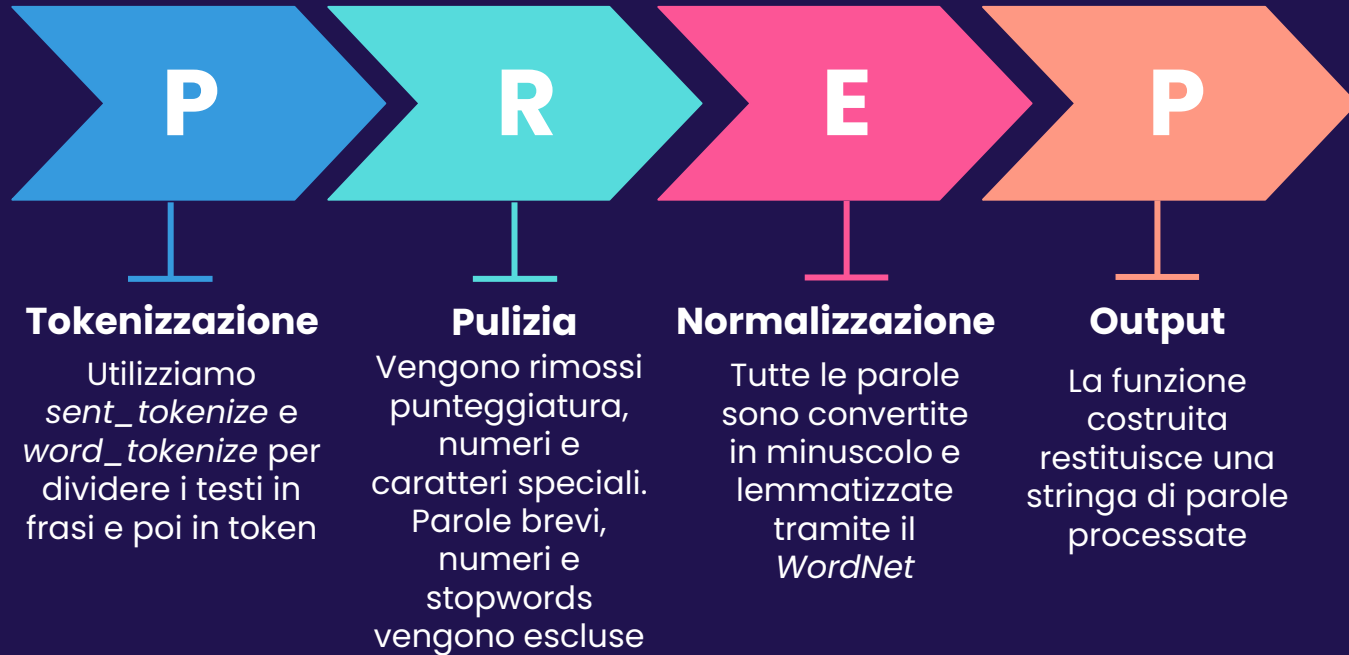 P
R
E
P
Tokenizzazione
Utilizziamo
sent_tokenize e
word_tokenize per
dividere i testi in
frasi e poi in token
Pulizia
Vengono rimossi
punteggiatura,
numeri e
caratteri speciali.
Parole brevi,
numeri e
stopwords
vengono escluse
Normalizzazione
Tutte le parole
sono convertite
in minuscolo e
lemmatizzate
tramite il
WordNet
Output
La funzione
costruita
restituisce una
stringa di parole
processate